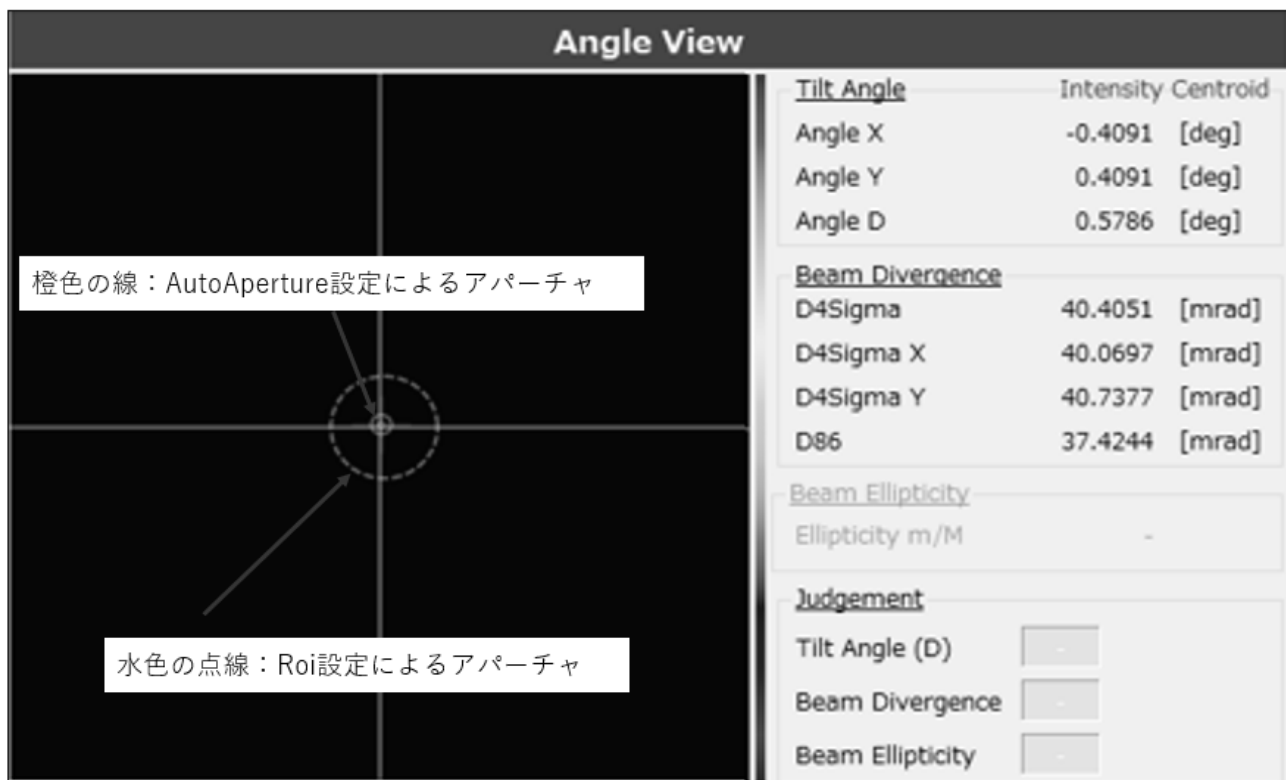 Angle View
橙色の線：AutoAperture設定によるアパーチャ
水色の点線：Roi設定によるアパーチャ
Tilt Angle Intensity Centroid
Angle X -0.4091 [deg]
Angle Y 0.4091 [deg]
Angle D 0.5786 [deg]
Beam Divergence
D4Sigma 40.4051 [mrad]
D4Sigma X 40.0697 [mrad]
D4Sigma Y 40.7377 [mrad]
D86 37.4244 [mrad]
Beam Ellipticity
Ellipticity m/M -
Judgement
Tilt Angle (D) -
Beam Divergence -
Beam Ellipticity -